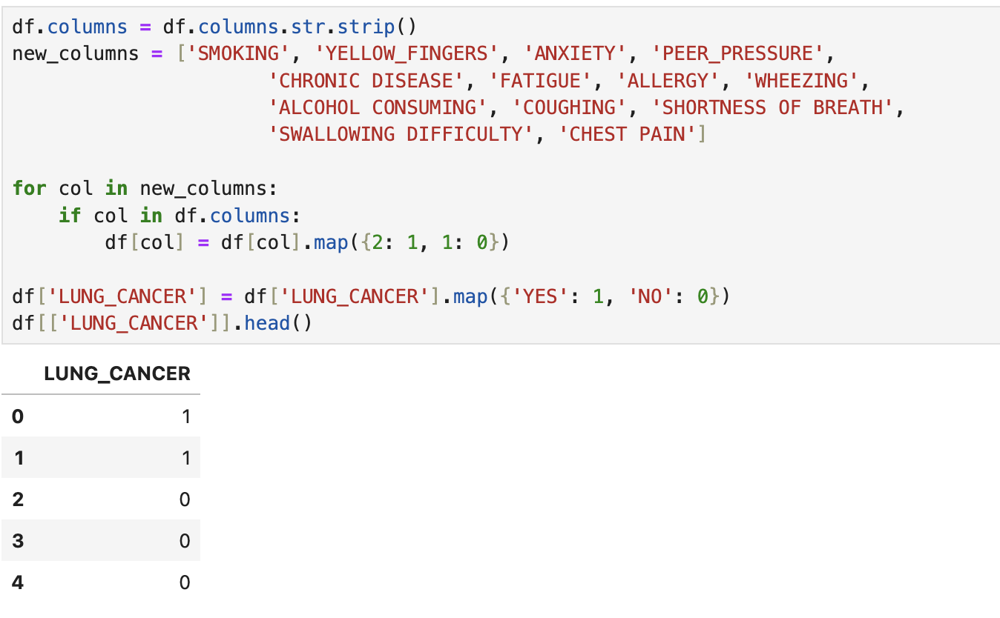 df.columns = df.columns.str.strip()
new_columns = ['SMOKING', 'YELLOW_FINGERS', 'ANXIETY', 'PEER_PRESSURE',
                      'CHRONIC DISEASE', 'FATIGUE', 'ALLERGY', 'WHEEZING',
                      'ALCOHOL CONSUMING', 'COUGHING', 'SHORTNESS OF BREATH',
                      'SWALLOWING DIFFICULTY', 'CHEST PAIN']

for col in new_columns:
    if col in df.columns:
        df[col] = df[col].map({2: 1, 1: 0})

df['LUNG_CANCER'] = df['LUNG_CANCER'].map({'YES': 1, 'NO': 0})
df[['LUNG_CANCER']].head()
LUNG_CANCER
0 1
1 1
2 0
3 0
4 0